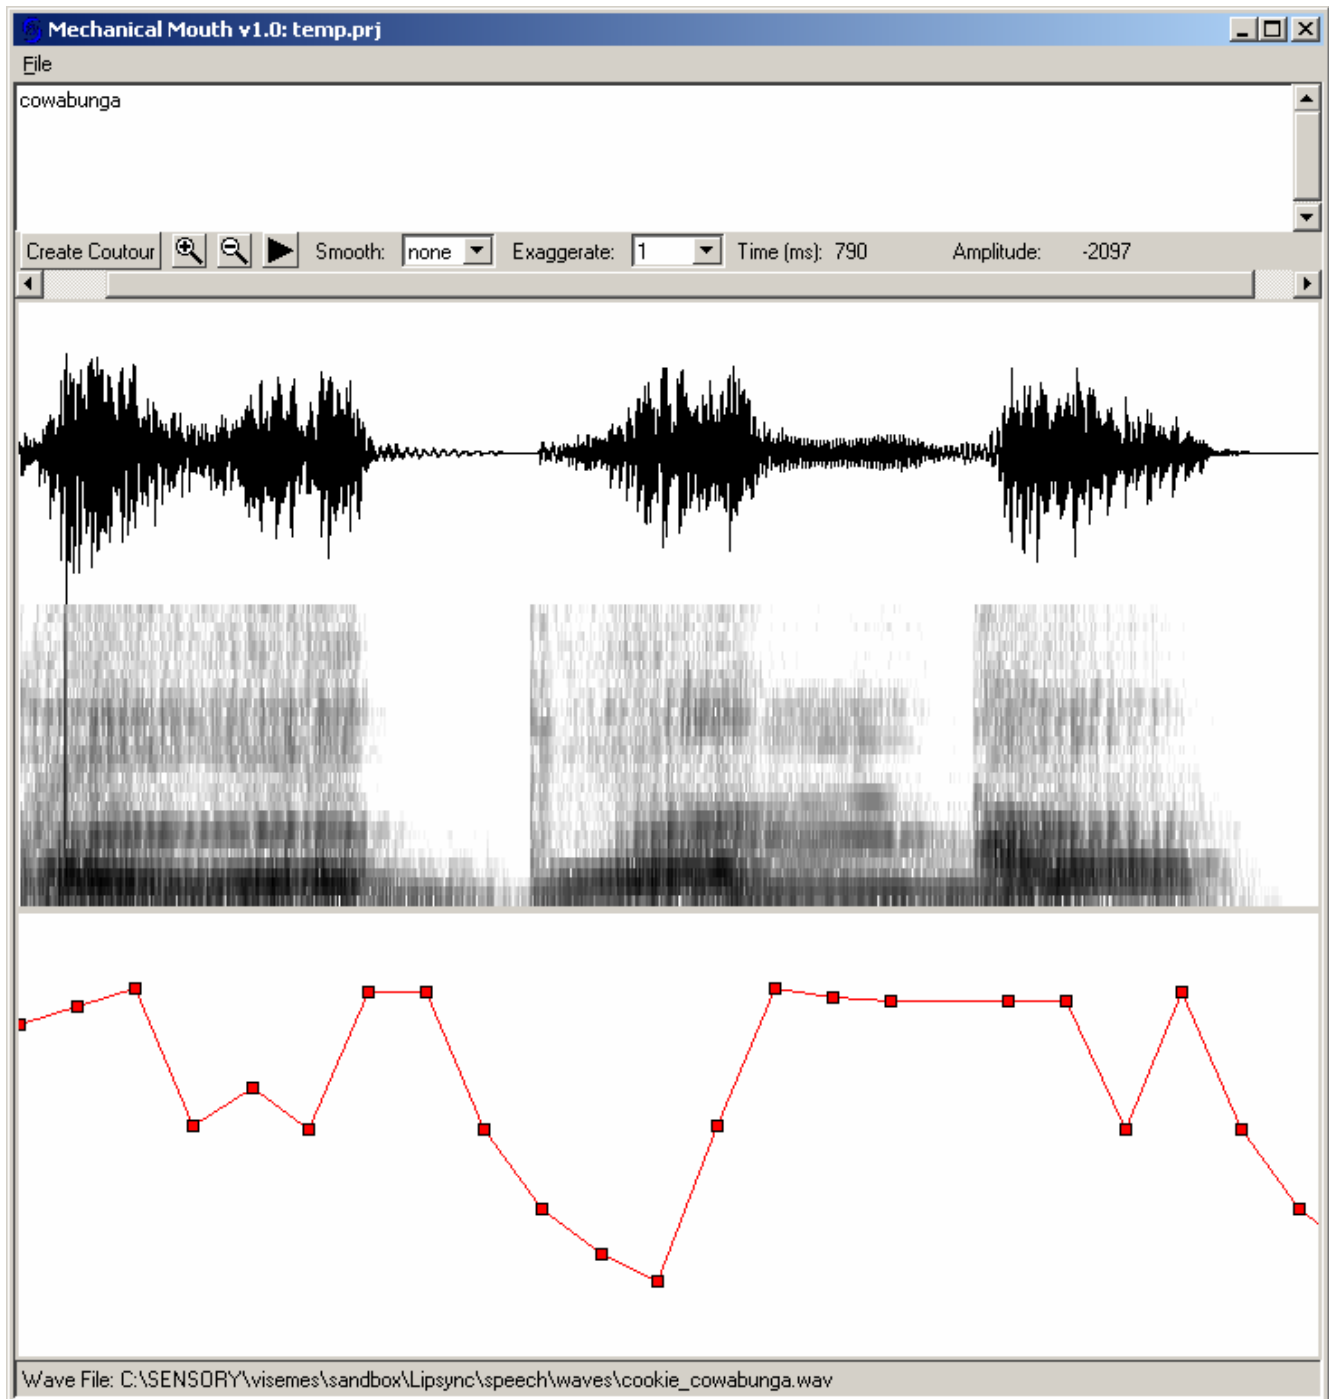 Mechanical Mouth v1.0: temp.prj
File
cowabunga
Create Coutour Smooth: none Exaggerate: 1 Time (ms): 790 Amplitude: -2097
Wave File: C:\SENSORY\visemes\sandbox\Lipsync\speech\waves\cookie_cowabunga.wav